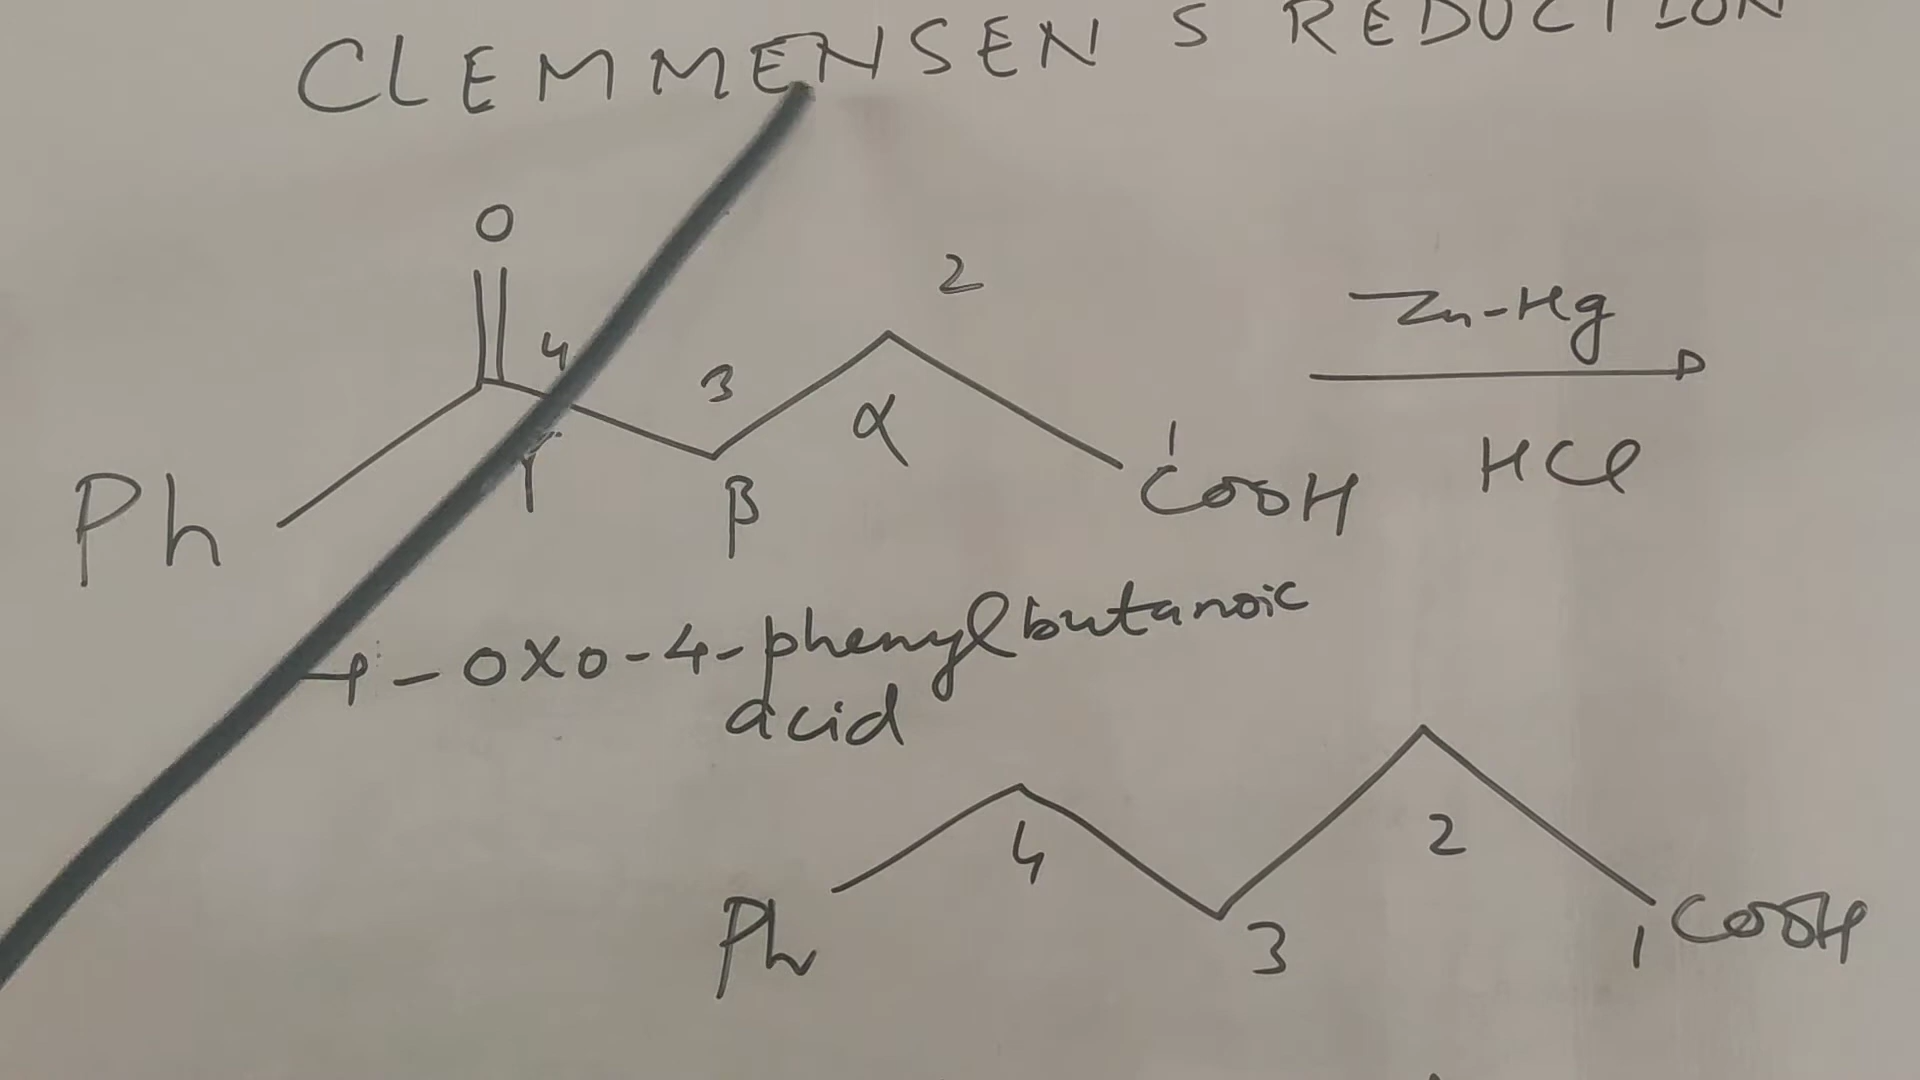 CLEMMENSEN S REDUCTION
O
4
3
2
Zn-Hg
Ph
γ
β
α
1
COOH
HCl
4-oxo-4-phenylbutanoic
acid
Ph
4
3
2
1
COOH